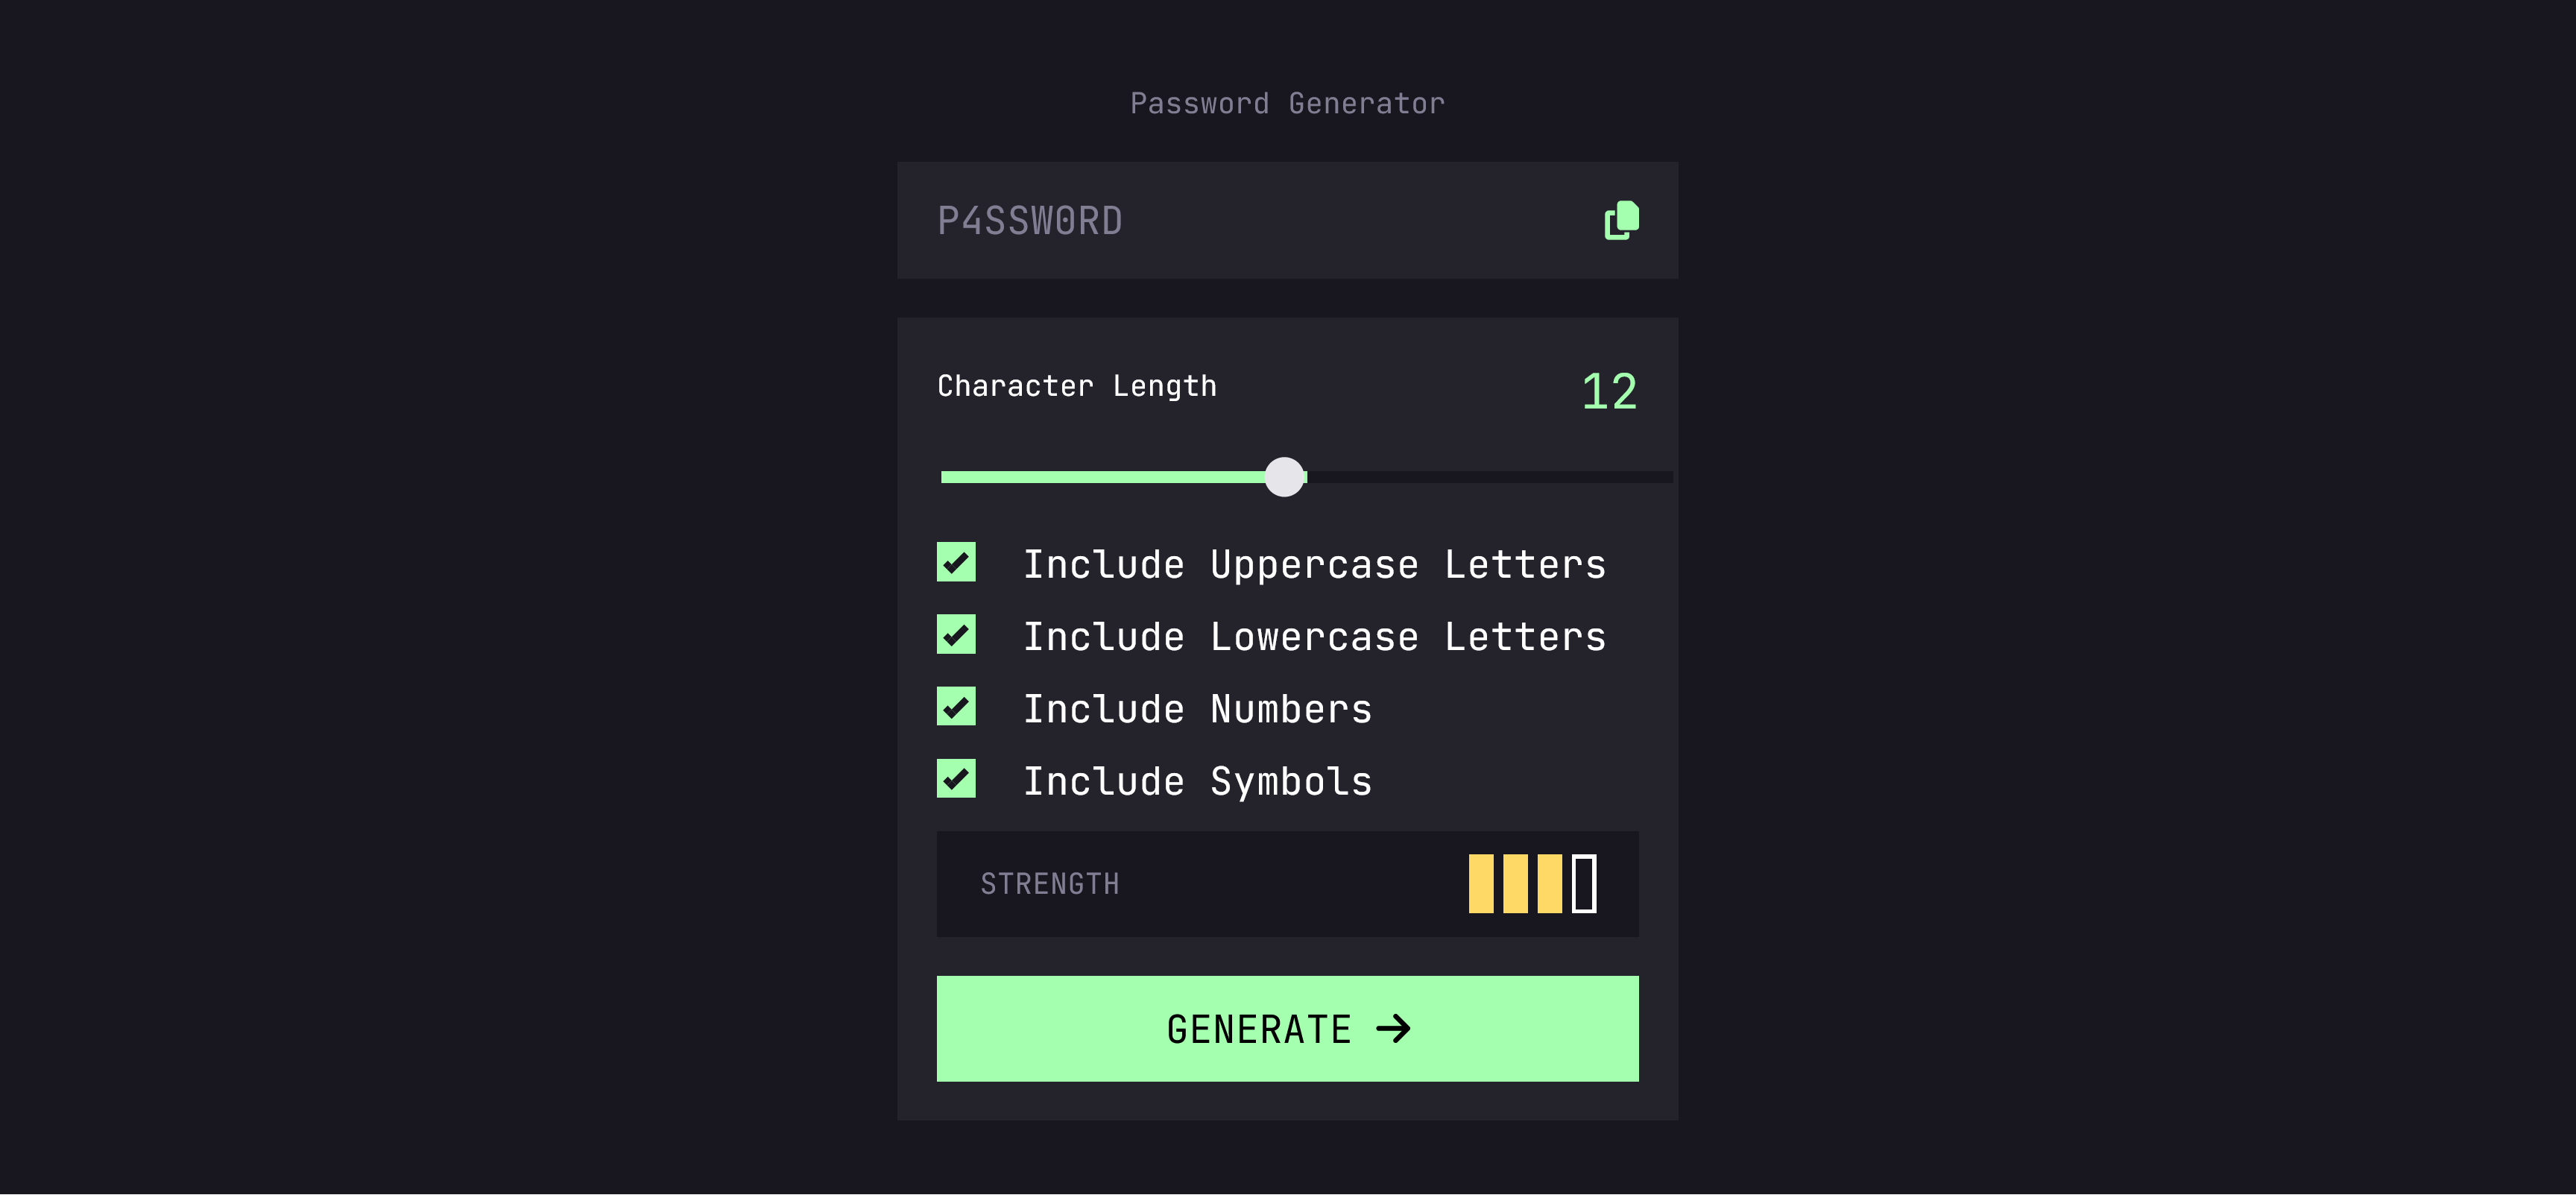 Password Generator
P4SSW0RD
Character Length
12
Include Uppercase Letters
Include Lowercase Letters
Include Numbers
Include Symbols
STRENGTH
GENERATE →